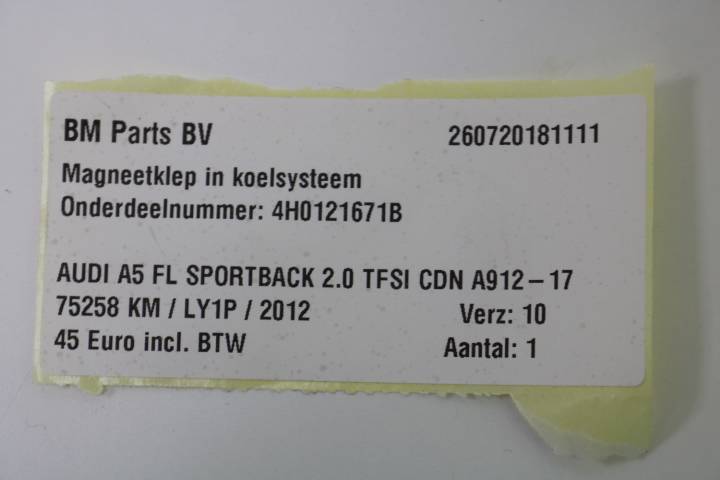 BM Parts BV 260720181111
Magneetklep in koelsysteem
Onderdeelnummer: 4H0121671B
AUDI A5 FL SPORTBACK 2.0 TFSI CDN A912-17
75258 KM / LY1P / 2012 Verz: 10
45 Euro incl. BTW Aantal: 1